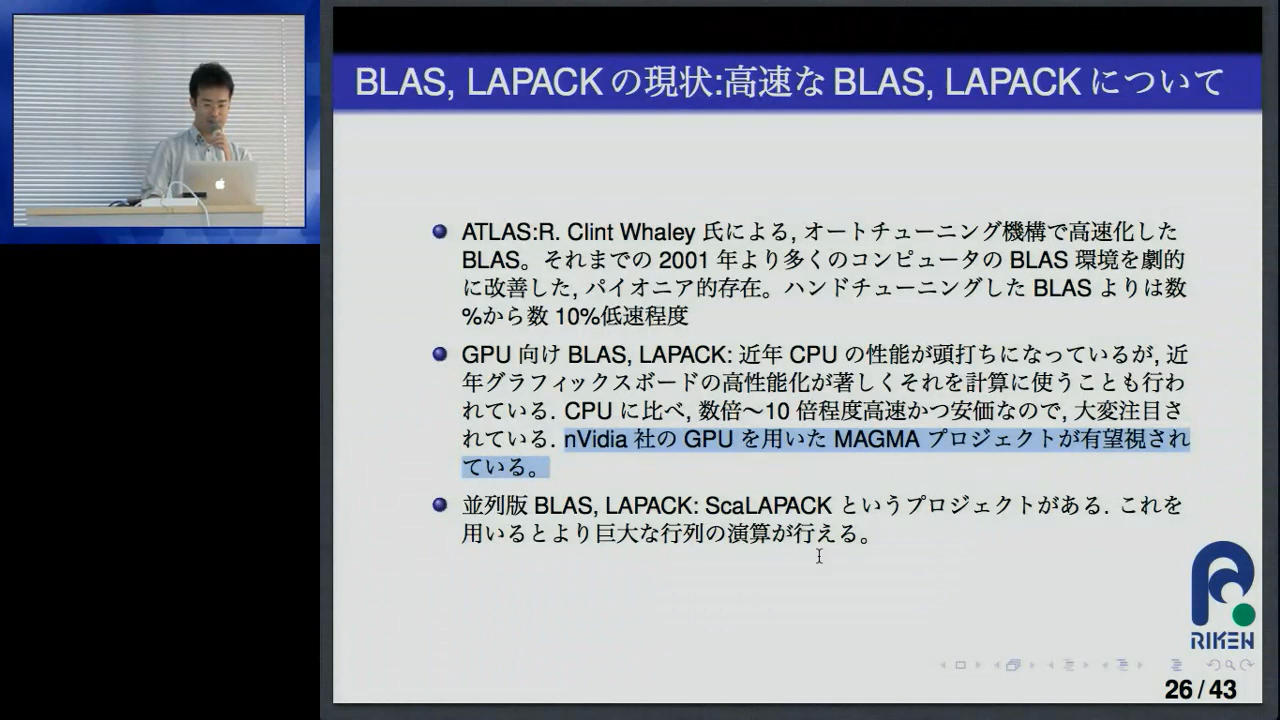 BLAS, LAPACK の現状:高速な BLAS, LAPACK について
ATLAS:R. Clint Whaley 氏による, オートチューニング機構で高速化した
BLAS。それまでの 2001 年より多くのコンピュータの BLAS 環境を劇的
に改善した, パイオニア的存在。ハンドチューニングした BLAS よりは数
%から数 10%低速程度
GPU 向け BLAS, LAPACK: 近年 CPU の性能が頭打ちになっているが, 近
年グラフィックスボードの高性能化が著しくそれを計算に使うことも行わ
れている. CPU に比べ, 数倍〜10 倍程度高速かつ安価なので, 大変注目さ
れている. nVidia 社の GPU を用いた MAGMA プロジェクトが有望視され
ている。
並列版 BLAS, LAPACK: ScaLAPACK というプロジェクトがある. これを
用いるとより巨大な行列の演算が行える。
RIKEN
26 / 43